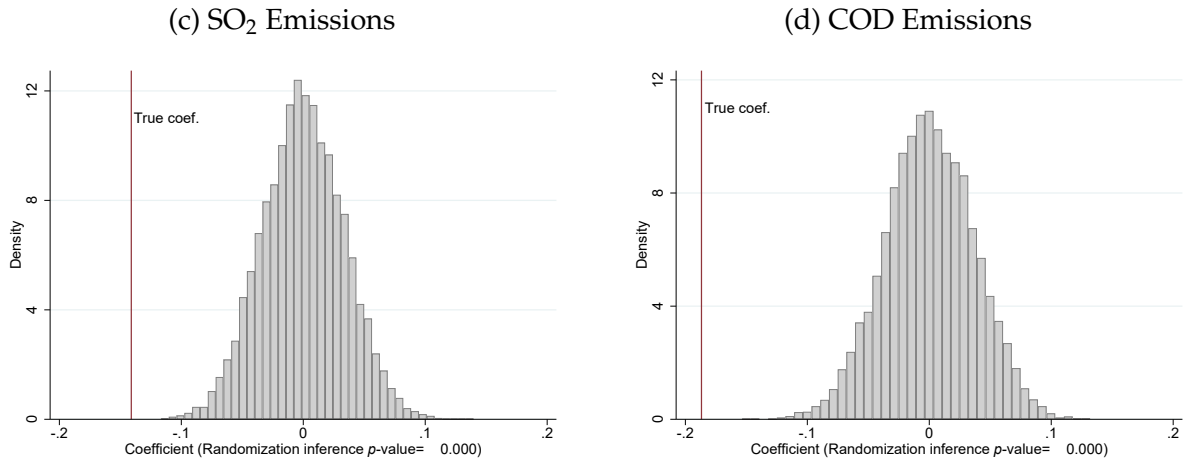 (c) SO₂ Emissions
12
8
4
0
Density
True coef.
-.2
-.1
0
.1
.2
Coefficient (Randomization inference p-value= 0.000)
(d) COD Emissions
12
8
4
0
Density
True coef.
-.2
-.1
0
.1
.2
Coefficient (Randomization inference p-value= 0.000)